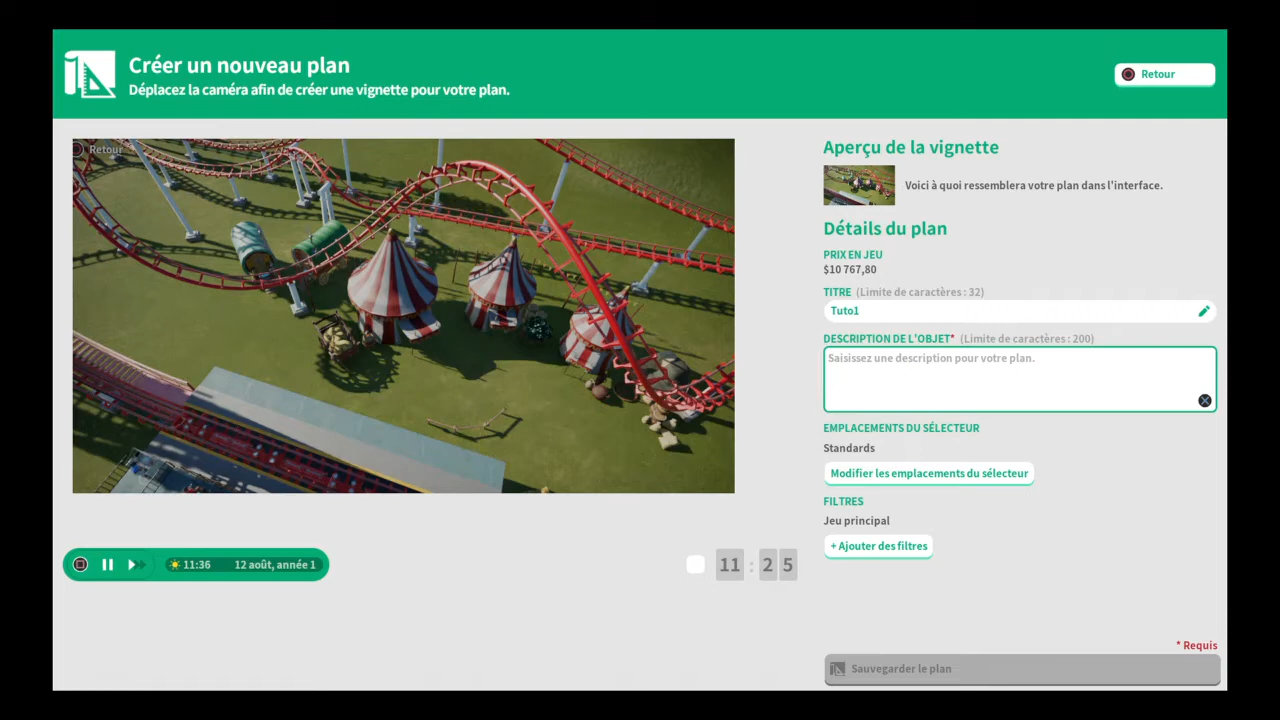 Créer un nouveau plan
Déplacez la caméra afin de créer une vignette pour votre plan.
Retour
Retour
Aperçu de la vignette
Voici à quoi ressemblera votre plan dans l'interface.
Détails du plan
PRIX EN JEU
$10 767,80
TITRE (Limite de caractères : 32)
Tuto1
DESCRIPTION DE L'OBJET* (Limite de caractères : 200)
Saisissez une description pour votre plan.
EMPLACEMENTS DU SÉLECTEUR
Standards
Modifier les emplacements du sélecteur
FILTRES
Jeu principal
+ Ajouter des filtres
11:36 12 août, année 1
11 : 2 5
* Requis
Sauvegarder le plan